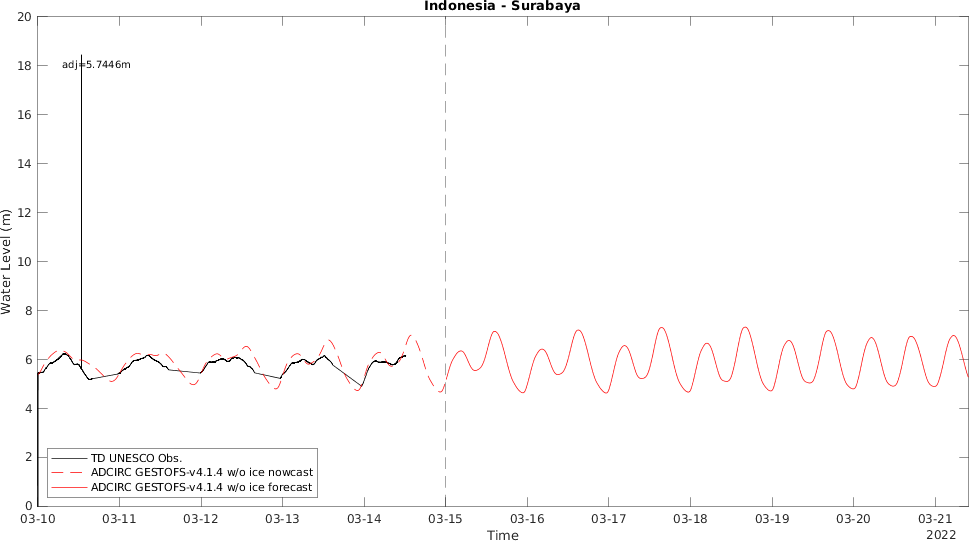 Indonesia - Surabaya
20
18
16
14
12
10
8
6
4
2
0
Water Level (m)
adj=5.7446m
TD UNESCO Obs.
ADCIRC GESTOFS-v4.1.4 w/o ice nowcast
ADCIRC GESTOFS-v4.1.4 w/o ice forecast
03-10 03-11 03-12 03-13 03-14 03-15 03-16 03-17 03-18 03-19 03-20 03-21
Time
2022